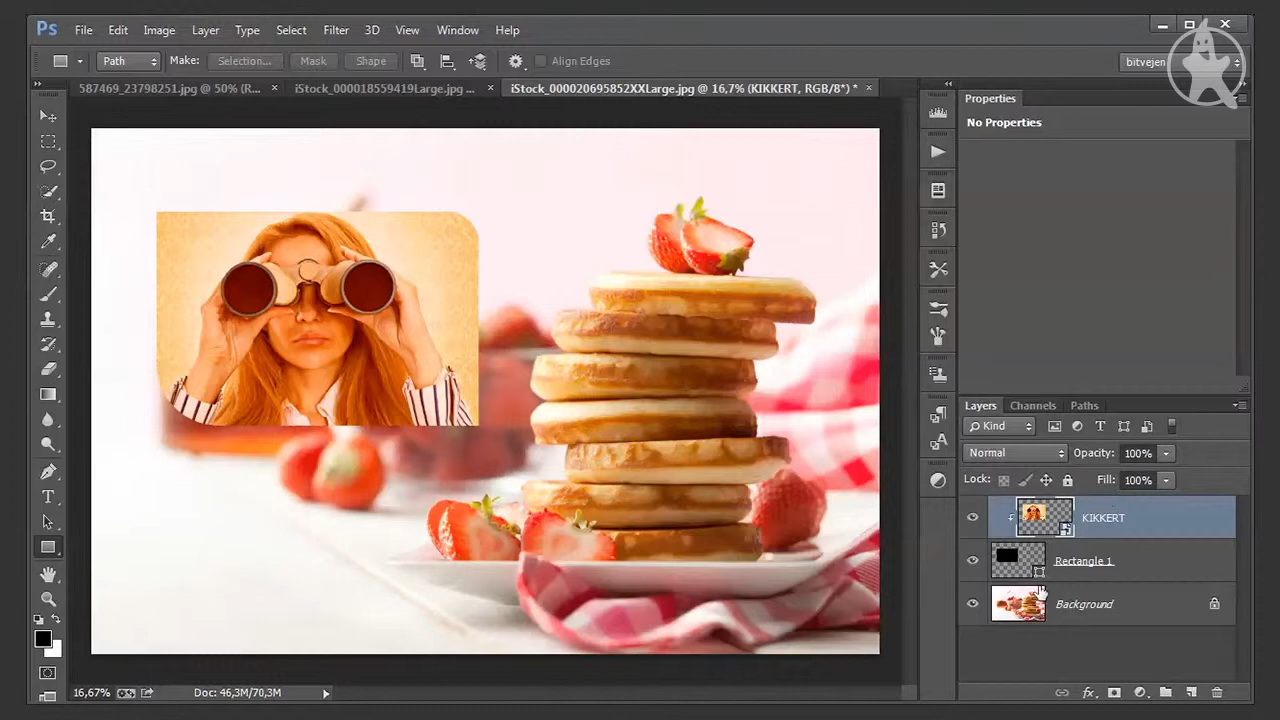 Ps File Edit Image Layer Type Select Filter 3D View Window Help
Path Make: Selection... Mask Shape Align Edges bitvejen
587469_23798251.jpg @ 50% (R... × iStock_000018559419Large.jpg ... × iStock_000020695852XXLarge.jpg @ 16,7% (KIKKERT, RGB/8*) * ×
Properties
No Properties
Layers Channels Paths
Kind
Normal Opacity: 100%
Lock: Fill: 100%
KIKKERT
Rectangle 1
Background
16,67% Doc: 46,3M/70,3M